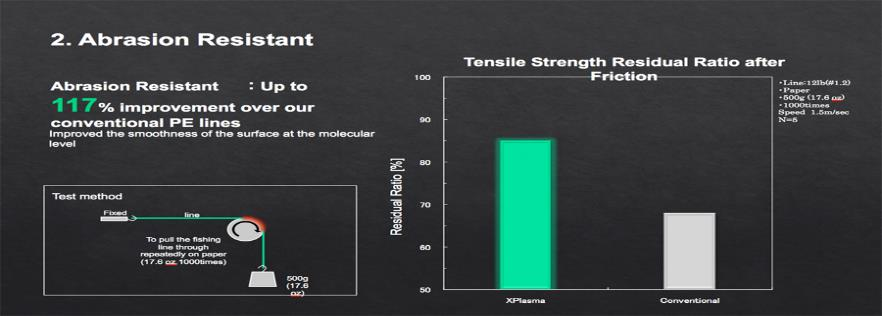 2. Abrasion Resistant
Abrasion Resistant : Up to
117% improvement over our
conventional PE lines
Improved the smoothness of the surface at the molecular
level
Test method
Fixed
line
To pull the fishing
line through
repeatedly on paper
(17.6 oz 1000times)
500g
(17.6
oz)
Tensile Strength Residual Ratio after
Friction
Residual Ratio [%]
100
90
80
70
60
50
XPlasma
Conventional
・Line:12lb(#1.2)
・Paper
・500g (17.6 oz)
・1000times
Speed 1.5m/sec
N=5